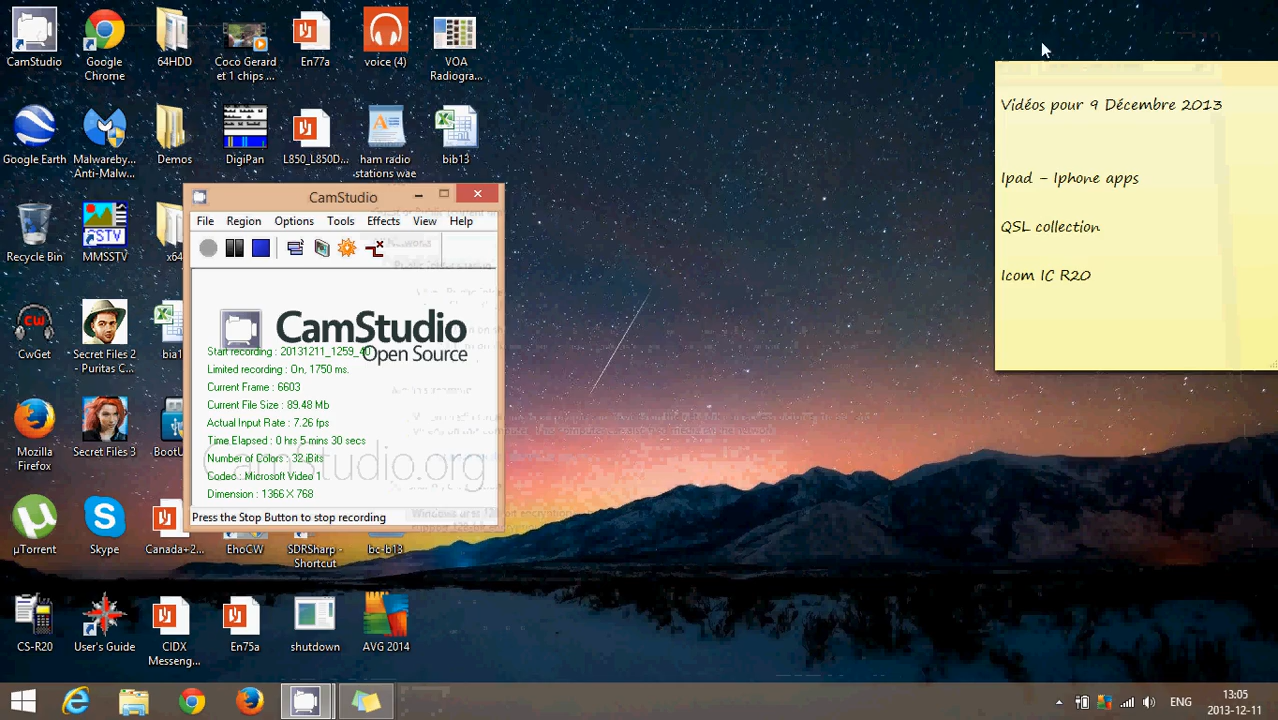 CamStudio
Google
Chrome
64HDD
Coco Gerard
et 1 chips ...
En77a
voice (4)
VOA
Radiogra...
Google Earth
Malwareby...
Anti-Malw...
Demos
DigiPan
L850_L850D...
ham radio
stations wae
bib13
Recycle Bin
MMSSTV
SSTV
x64
CW
CwGet
Secret Files 2
- Puritas C...
bia1
Mozilla
Firefox
Secret Files 3
BootU
µTorrent
Skype
Canada+2...
EhoCW
SDRSharp -
Shortcut
bc-b13
CS-R20
User's Guide
CIDX
Messeng...
En75a
shutdown
AVG 2014
CamStudio
File Region Options Tools Effects View Help
CamStudio
Open Source
Start recording : 20131211_1259_40
Limited recording : On, 1750 ms.
Current Frame : 6603
Current File Size : 89.48 Mb
Actual Input Rate : 7.26 fps
Time Elapsed : 0 hrs 5 mins 30 secs
Number of Colors : 32 Bits
CamStudio.org
Codec : Microsoft Video 1
Dimension : 1366 X 768
Press the Stop Button to stop recording
Vidéos pour 9 Décembre 2013
Ipad - Iphone apps
QSL collection
Icom IC R20
ENG
13:05
2013-12-11